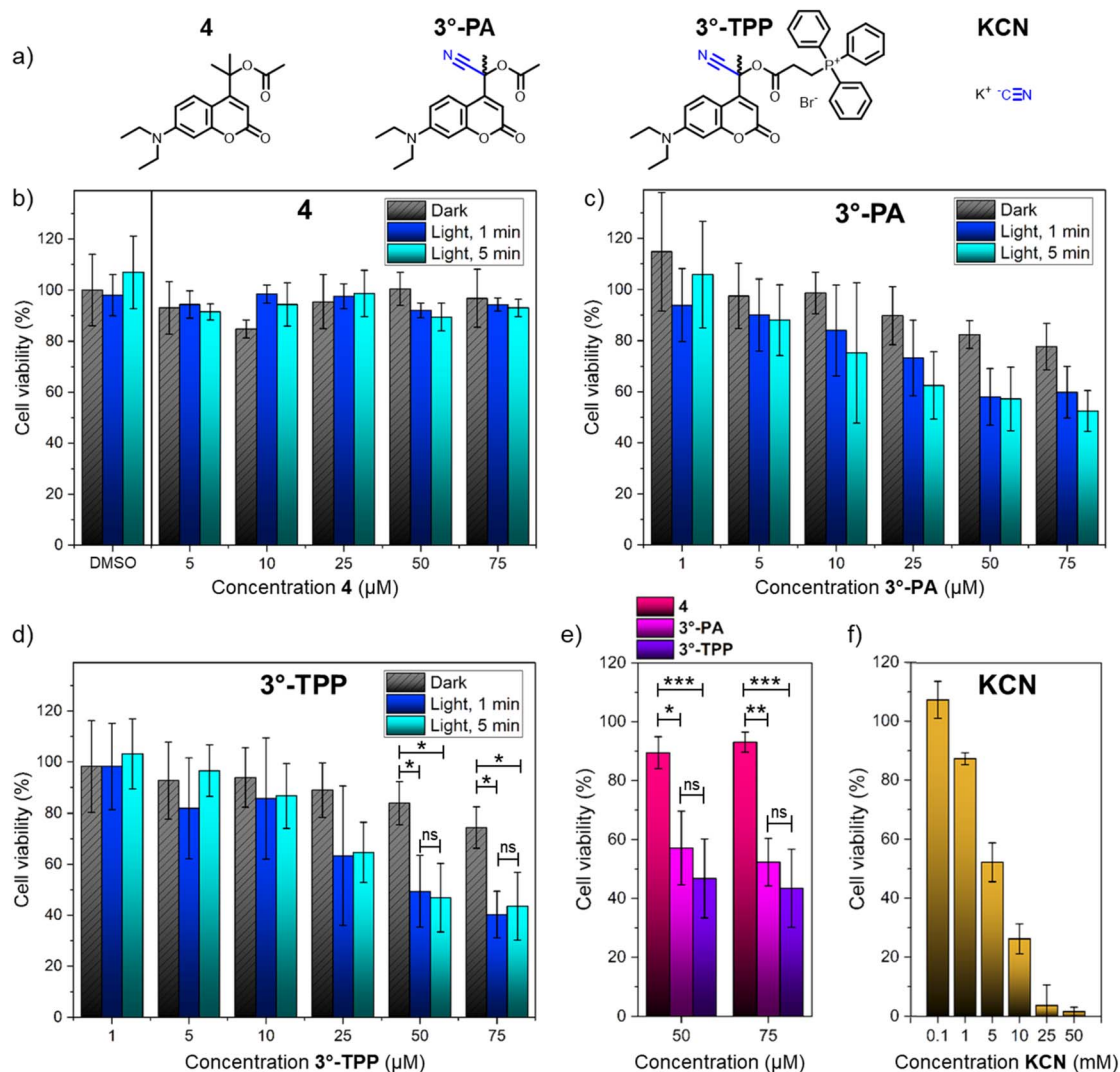 a)
4
3°-PA
3°-TPP
KCN
O
O
N
O
O
N
O
O
N
O
O
N
O
O
P⁺
Br⁻
N
O
O
K⁺ ⁻C≡N
b)
4
Dark
Light, 1 min
Light, 5 min
Cell viability (%)
120
100
80
60
40
20
0
DMSO 5 10 25 50 75
Concentration 4 (µM)
c)
3°-PA
Dark
Light, 1 min
Light, 5 min
Cell viability (%)
120
100
80
60
40
20
0
1 5 10 25 50 75
Concentration 3°-PA (µM)
d)
3°-TPP
Dark
Light, 1 min
Light, 5 min
Cell viability (%)
120
100
80
60
40
20
0
*
*
ns
*
*
ns
1 5 10 25 50 75
Concentration 3°-TPP (µM)
e)
4
3°-PA
3°-TPP
Cell viability (%)
120
100
80
60
40
20
0
***
*
ns
***
**
ns
50 75
Concentration (µM)
f)
KCN
Cell viability (%)
120
100
80
60
40
20
0
0.1 1 5 10 25 50
Concentration KCN (mM)